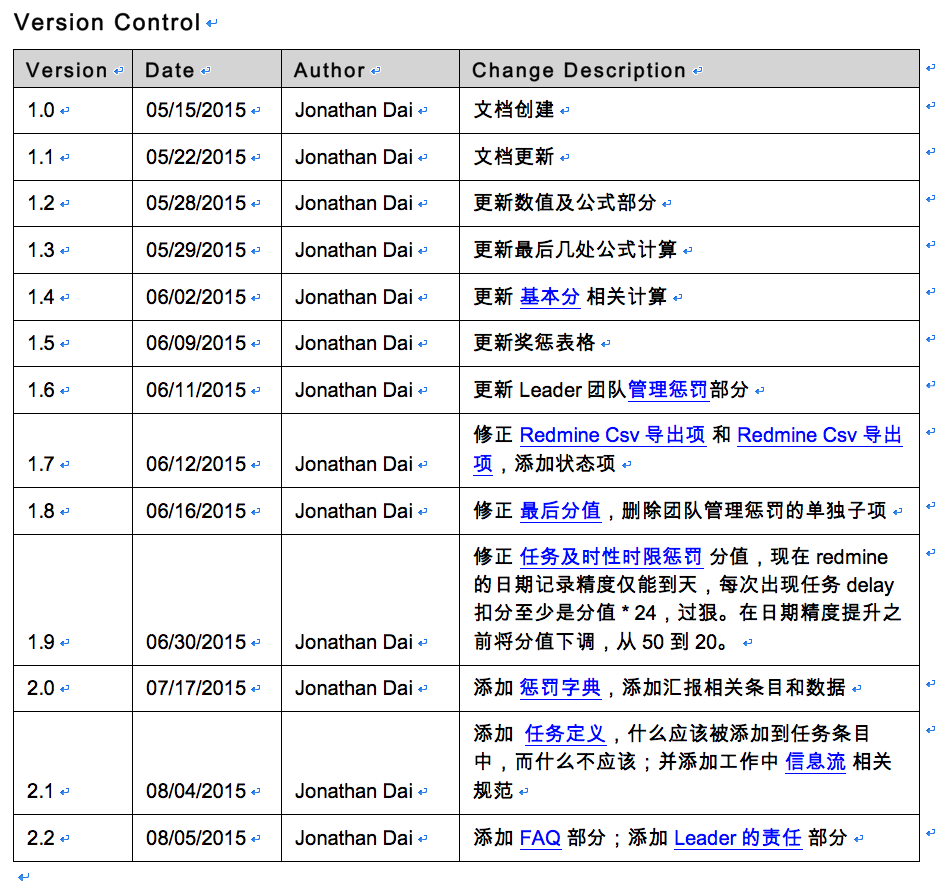 Version Control
Version Date Author Change Description
1.0 05/15/2015 Jonathan Dai 文档创建
1.1 05/22/2015 Jonathan Dai 文档更新
1.2 05/28/2015 Jonathan Dai 更新数值及公式部分
1.3 05/29/2015 Jonathan Dai 更新最后几处公式计算
1.4 06/02/2015 Jonathan Dai 更新 基本分 相关计算
1.5 06/09/2015 Jonathan Dai 更新奖惩表格
1.6 06/11/2015 Jonathan Dai 更新 Leader 团队管理惩罚部分
修正 Redmine Csv 导出项 和 Redmine Csv 导出
1.7 06/12/2015 Jonathan Dai 项，添加状态项
1.8 06/16/2015 Jonathan Dai 修正 最后分值，删除团队管理惩罚的单独子项
修正 任务及时性时限惩罚 分值，现在 redmine
的日期记录精度仅能到天，每次出现任务 delay
扣分至少是分值 * 24，过狠。在日期精度提升之
1.9 06/30/2015 Jonathan Dai 前将分值下调，从 50 到 20。
2.0 07/17/2015 Jonathan Dai 添加 惩罚字典，添加汇报相关条目和数据
添加 任务定义，什么应该被添加到任务条目
中，而什么不应该；并添加工作中 信息流 相关
2.1 08/04/2015 Jonathan Dai 规范
2.2 08/05/2015 Jonathan Dai 添加 FAQ 部分；添加 Leader 的责任 部分